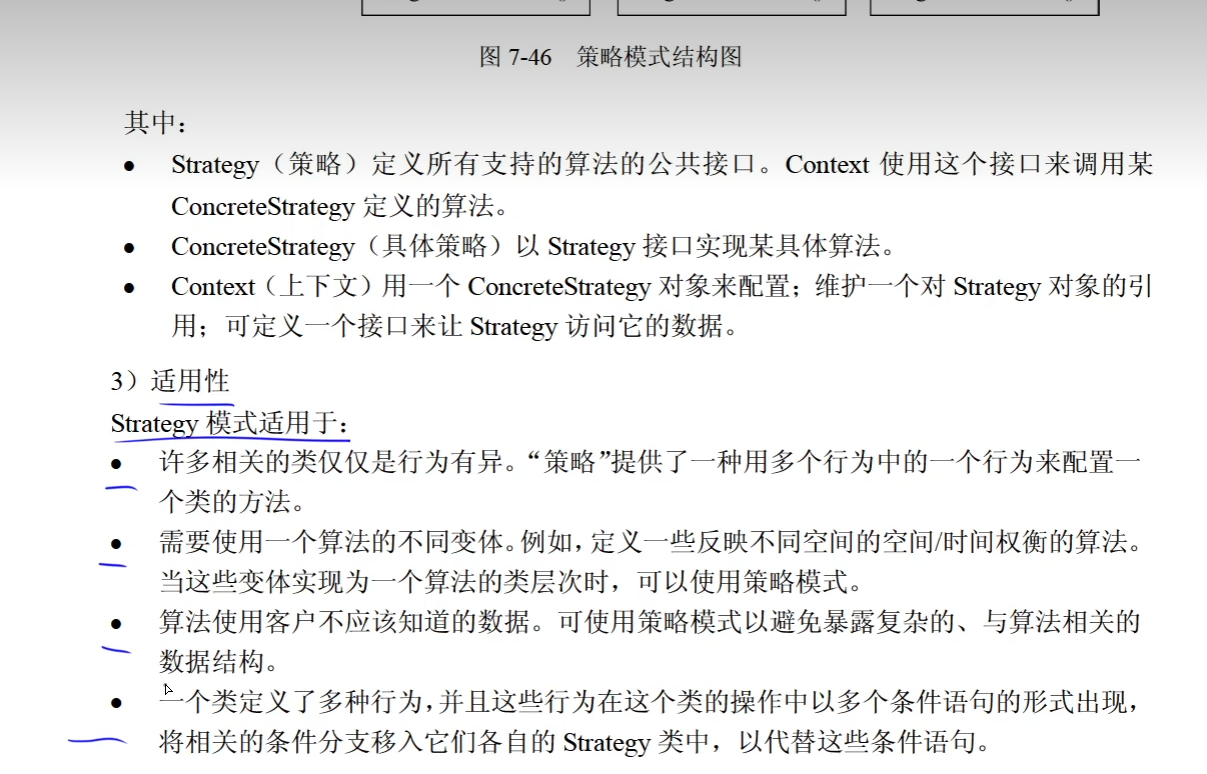 图 7-46 策略模式结构图
其中：
● Strategy（策略）定义所有支持的算法的公共接口。Context 使用这个接口来调用某
ConcreteStrategy 定义的算法。
● ConcreteStrategy（具体策略）以 Strategy 接口实现某具体算法。
● Context（上下文）用一个 ConcreteStrategy 对象来配置；维护一个对 Strategy 对象的引
用；可定义一个接口来让 Strategy 访问它的数据。
3）适用性
Strategy 模式适用于：
● 许多相关的类仅仅是行为有异。“策略”提供了一种用多个行为中的一个行为来配置一
个类的方法。
● 需要使用一个算法的不同变体。例如，定义一些反映不同空间的空间/时间权衡的算法。
当这些变体实现为一个算法的类层次时，可以使用策略模式。
● 算法使用客户不应该知道的数据。可使用策略模式以避免暴露复杂的、与算法相关的
数据结构。
● 一个类定义了多种行为，并且这些行为在这个类的操作中以多个条件语句的形式出现，
将相关的条件分支移入它们各自的 Strategy 类中，以代替这些条件语句。